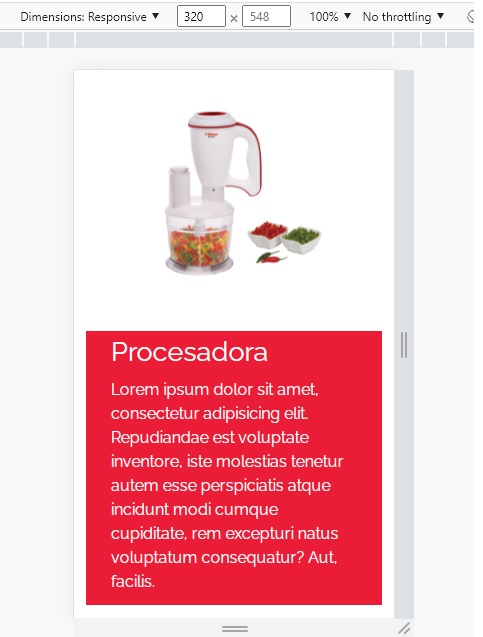 Dimensions: Responsive ▼ 320 × 548 100% ▼ No throttling ▼
Procesadora
Lorem ipsum dolor sit amet,
consectetur adipisicing elit.
Repudiandae est voluptate
inventore, iste molestias tenetur
autem esse perspiciatis atque
incidunt modi cumque
cupiditate, rem excepturi natus
voluptatum consequatur? Aut,
facilis.